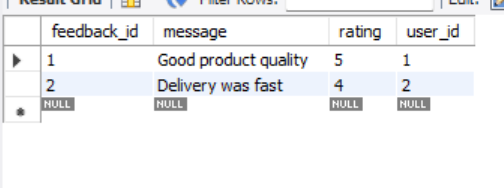 Result Grid Filter Rows: Edit:
feedback_id message rating user_id
1 Good product quality 5 1
2 Delivery was fast 4 2
NULL NULL NULL NULL